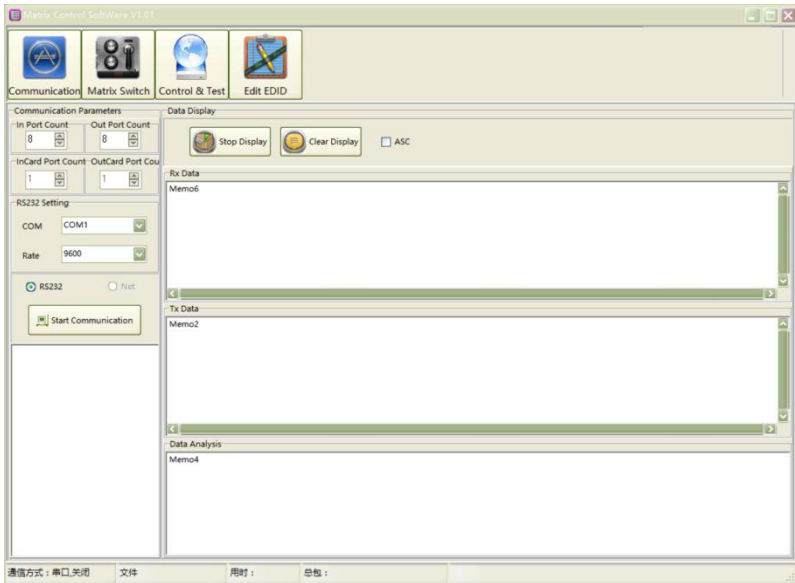 Matrix Control SoftWare V1.01
Communication Matrix Switch Control & Test Edit EDID
Communication Parameters
In Port Count Out Port Count
8 8
InCard Port Count OutCard Port Cou
1 1
RS232 Setting
COM COM1
Rate 9600
RS232 Net
Start Communication
Data Display
Stop Display Clear Display ASC
Rx Data
Memo6
Tx Data
Memo2
Data Analysis
Memo4
通信方式：串口,关闭 文件 用时： 总包：